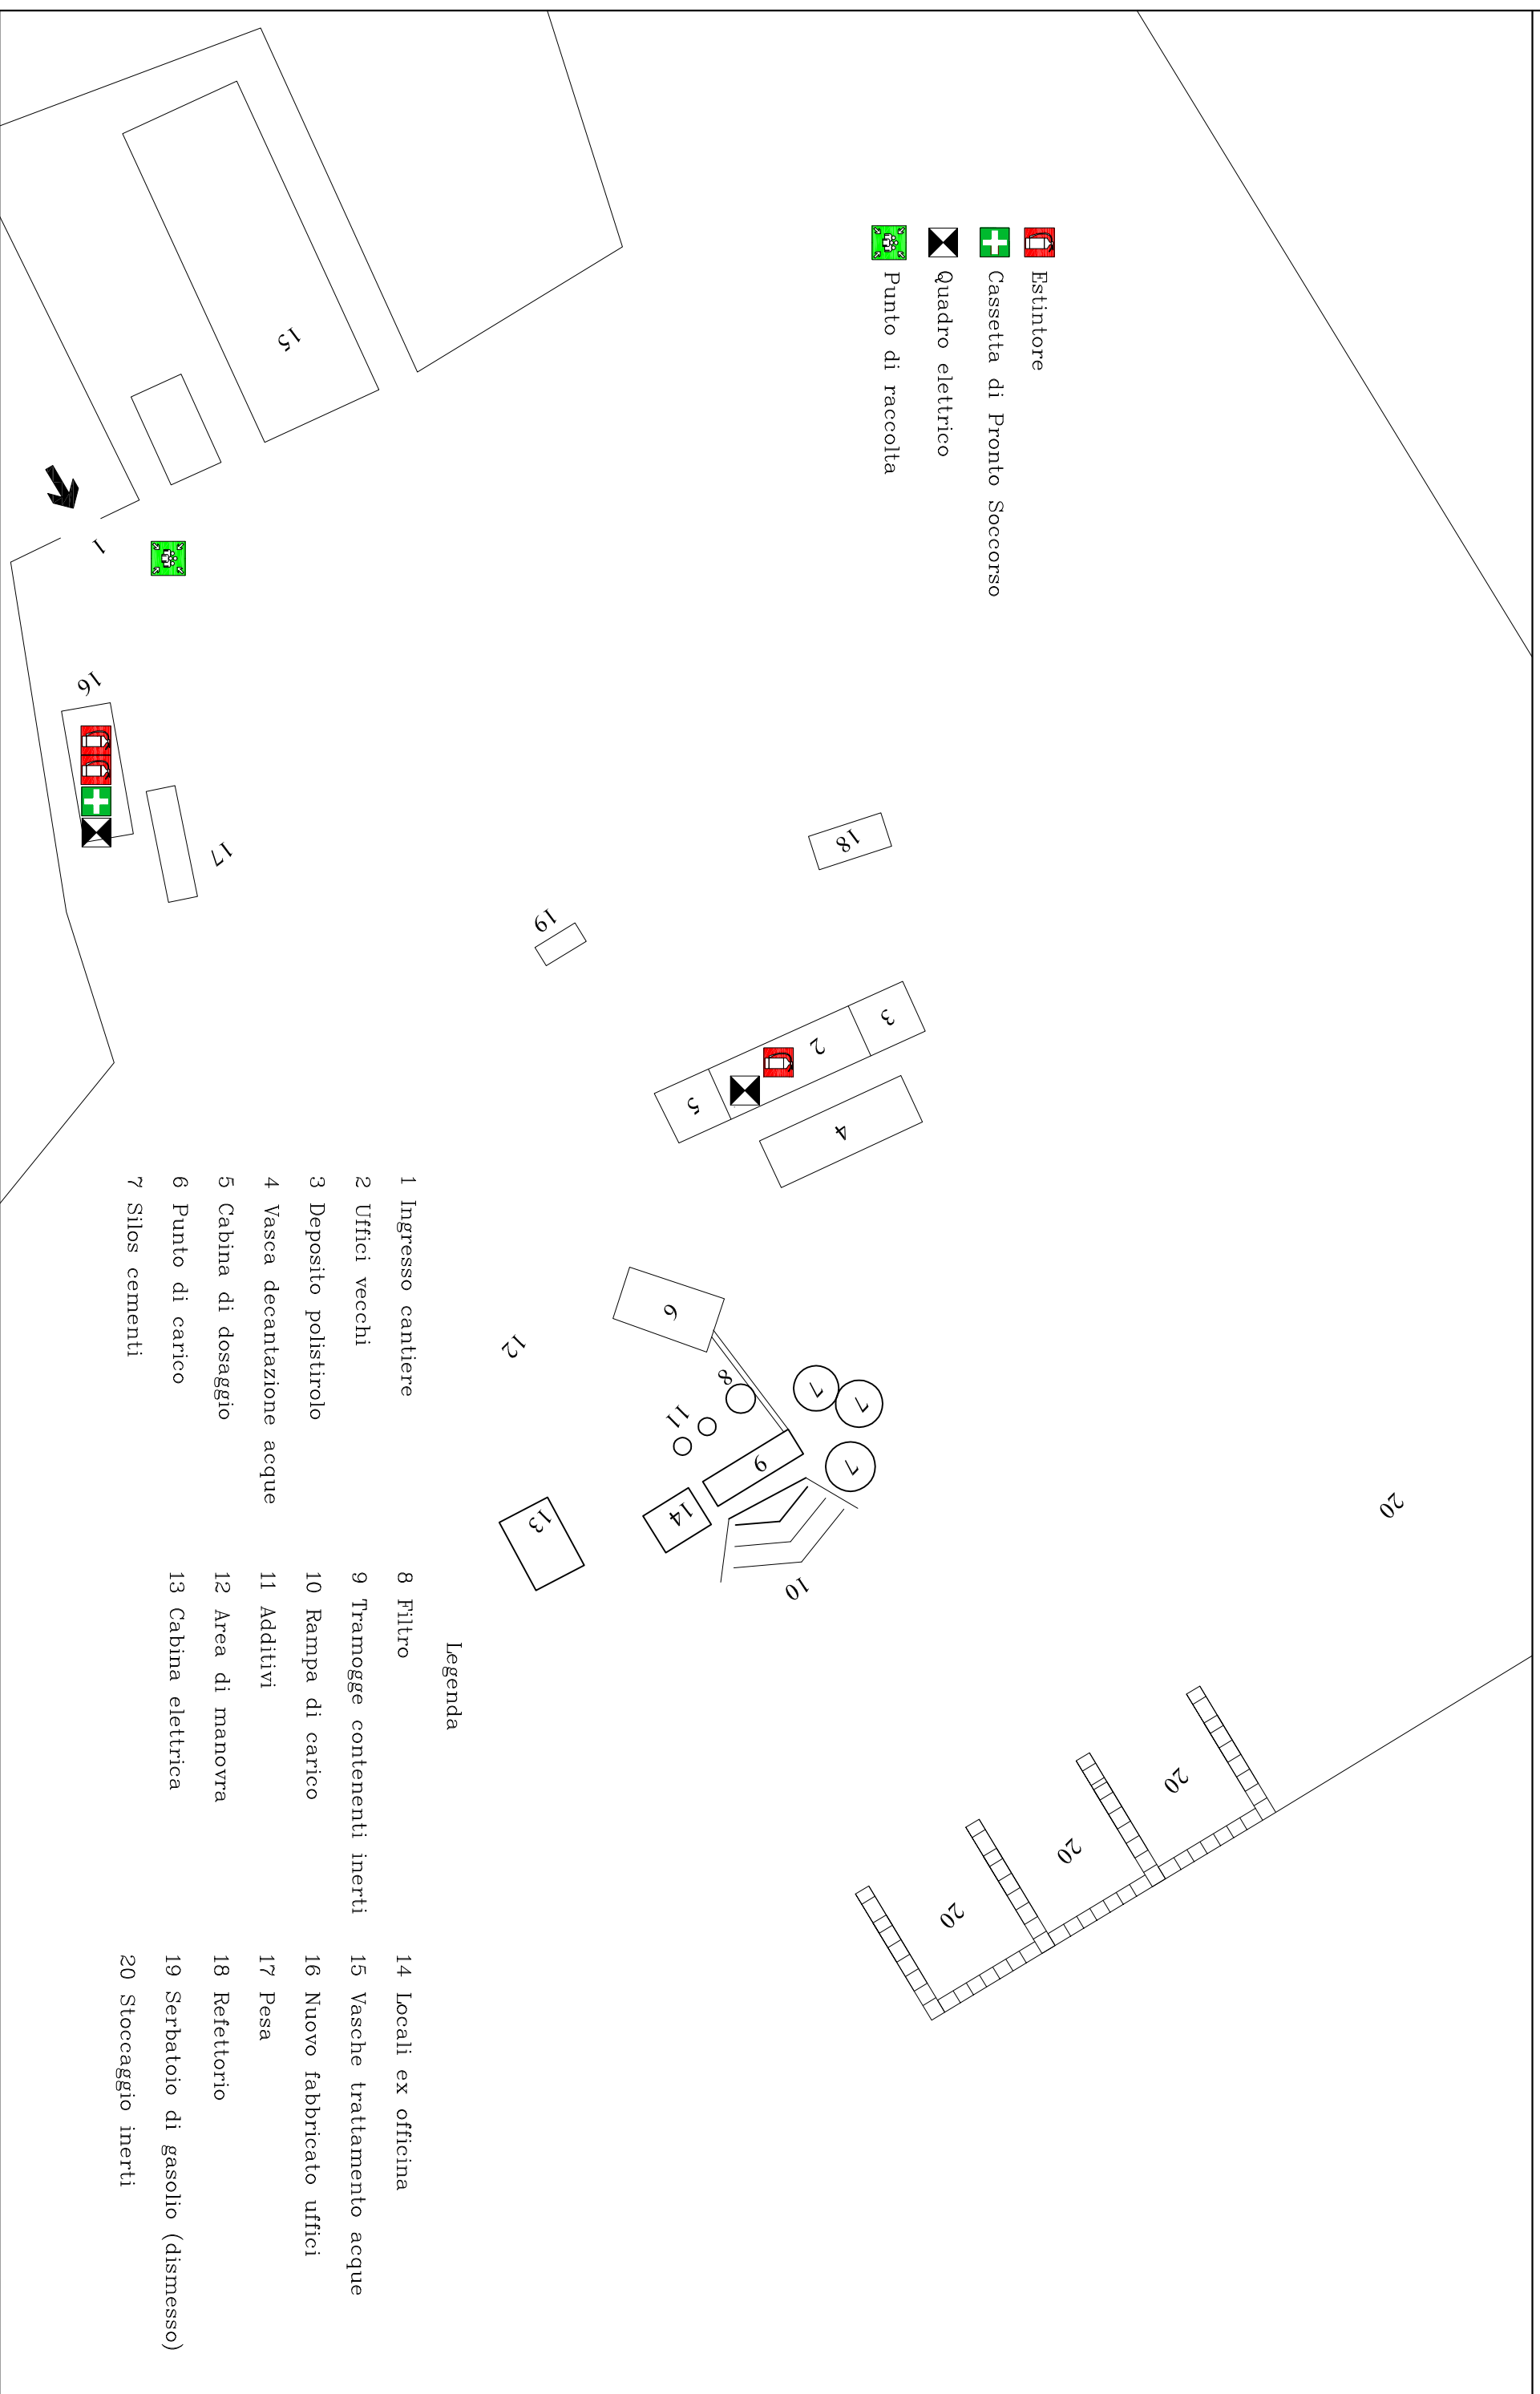 Estintore
Cassetta di Pronto Soccorso
Quadro elettrico
Punto di raccolta
15
1
16
17
18
19
3
2
5
4
6
12
8
7
7
7
11
9
14
13
10
20
20
20
20
Legenda
1 Ingresso cantiere
2 Uffici vecchi
3 Deposito polistirolo
4 Vasca decantazione acque
5 Cabina di dosaggio
6 Punto di carico
7 Silos cementi
8 Filtro
9 Tramogge contenenti inerti
10 Rampa di carico
11 Additivi
12 Area di manovra
13 Cabina elettrica
14 Locali ex officina
15 Vasche trattamento acque
16 Nuovo fabbricato uffici
17 Pesa
18 Refettorio
19 Serbatoio di gasolio (dismesso)
20 Stoccaggio inerti